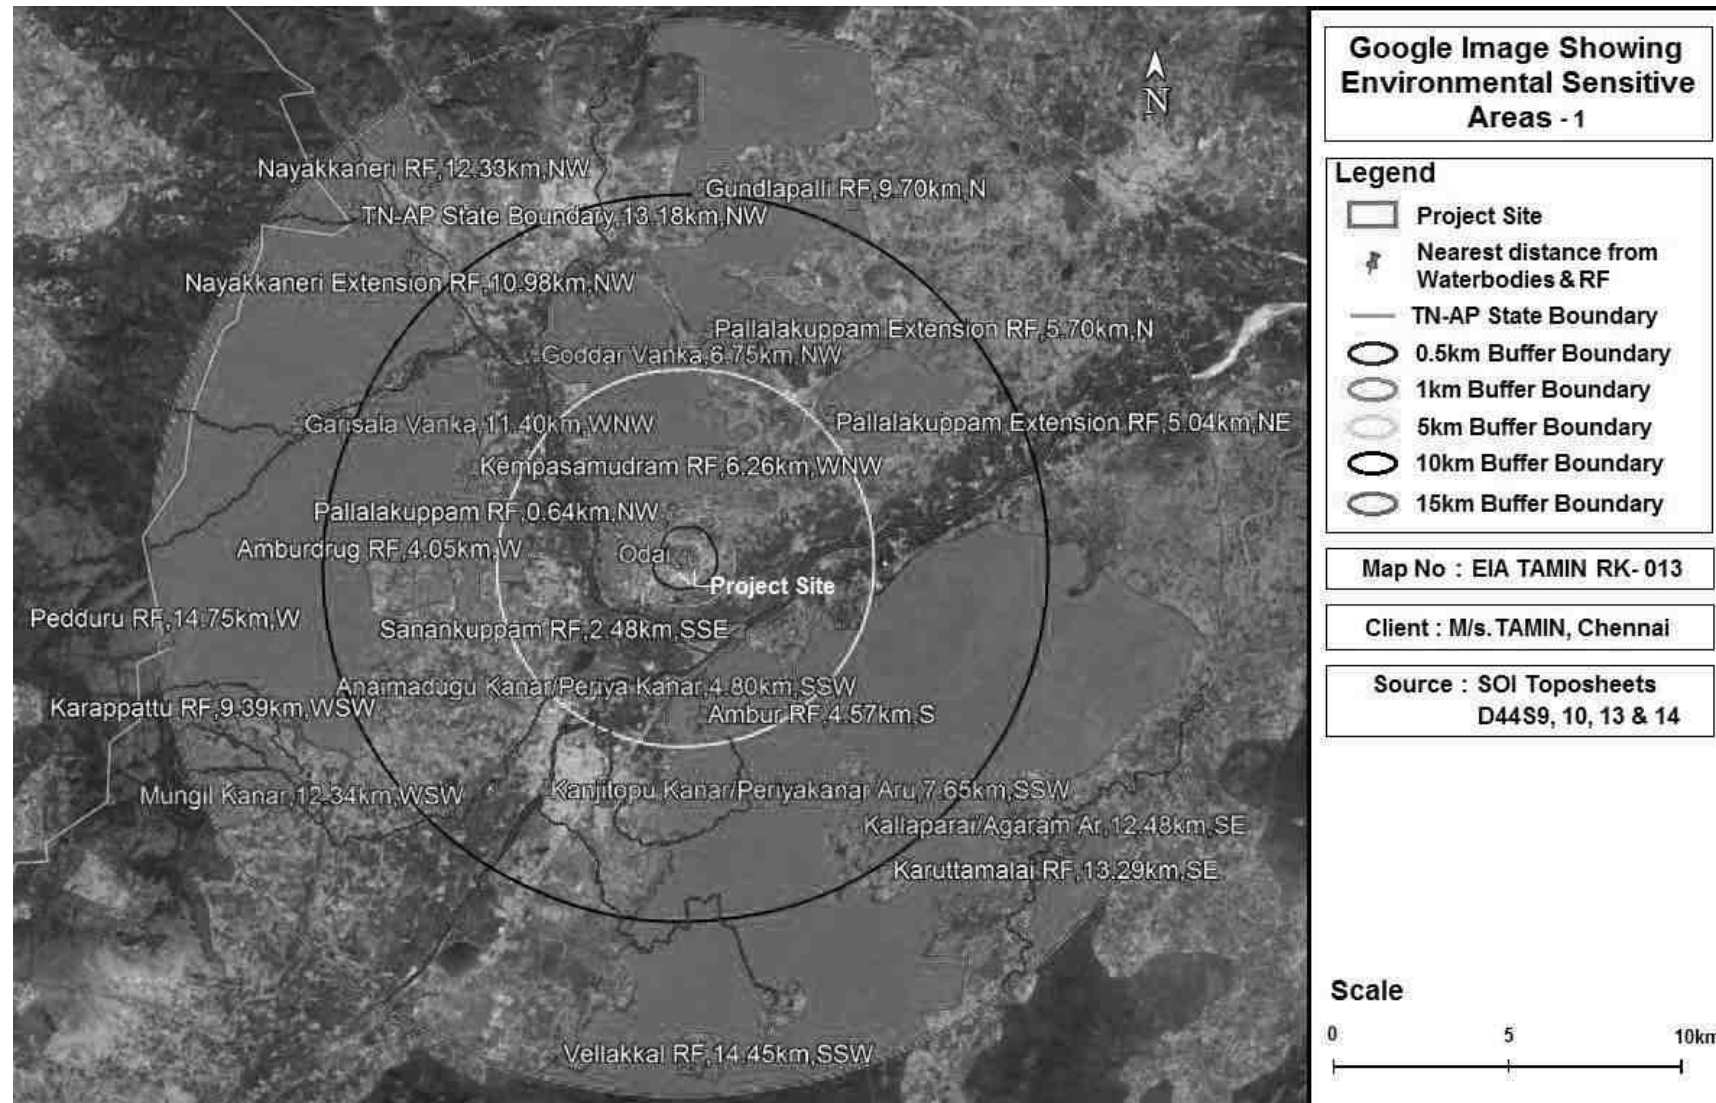 Nayakkaneri RF,12.33km,NW
Gundlapalli RF,9.70km,N
TN-AP State Boundary,13.18km,NW
Nayakkaneri Extension RF,10.98km,NW
Pallalakuppam Extension RF,5.70km,N
Goddar Vanka,6.75km,NW
Garisala Vanka,11.40km,WNW
Pallalakuppam Extension RF,5.04km,NE
Kempasamudram RF,6.26km,WNW
Pallalakuppam RF,0.64km,NW
Amburdrug RF,4.05km,W
Odai
Project Site
Pedduru RF,14.75km,W
Sanankuppam RF,2.48km,SSE
Anaimadugu Kanar/Periya Kanar,4.80km,SSW
Karappattu RF,9.39km,WSW
Ambur RF,4.57km,S
Mungil Kanar,12.34km,WSW
Kanjitopu Kanar/Periyakanar Aru,7.65km,SSW
Kallaparai/Agaram Ar,12.48km,SE
Karuttamalai RF,13.29km,SE
Vellakkal RF,14.45km,SSW
N
Google Image Showing
Environmental Sensitive
Areas - 1
Legend
Project Site
Nearest distance from
Waterbodies & RF
TN-AP State Boundary
0.5km Buffer Boundary
1km Buffer Boundary
5km Buffer Boundary
10km Buffer Boundary
15km Buffer Boundary
Map No : EIA TAMIN RK- 013
Client : M/s. TAMIN, Chennai
Source : SOI Toposheets
D44S9, 10, 13 & 14
Scale
0 5 10km